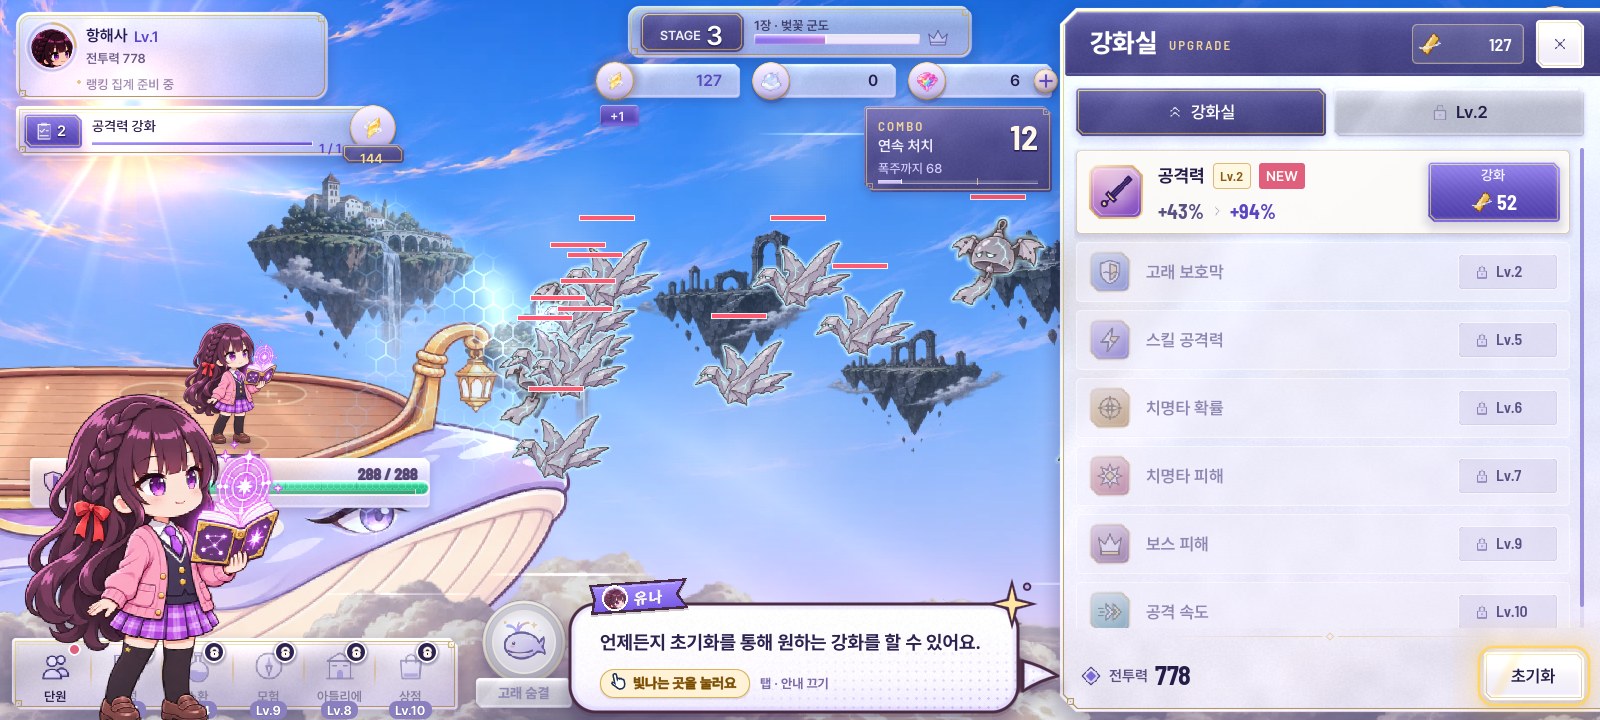 항해사 Lv.1
전투력 778
랭킹 집계 준비 중
2
공격력 강화
1 / 1
144
STAGE 3
1장 · 벚꽃 군도
127
0
6
+1
COMBO
연속 처치
12
폭주까지 68
288 / 288
단원
모험
Lv.9
아틀리에
Lv.8
상점
Lv.10
고래 숨결
유나
언제든지 초기화를 통해 원하는 강화를 할 수 있어요.
빛나는 곳을 눌러요
탭 · 안내 끄기
강화실 UPGRADE
127
강화실
Lv.2
공격력 Lv.2 NEW
+43% +94%
강화
52
고래 보호막
Lv.2
스킬 공격력
Lv.5
치명타 확률
Lv.6
치명타 피해
Lv.7
보스 피해
Lv.9
공격 속도
Lv.10
전투력 778
초기화